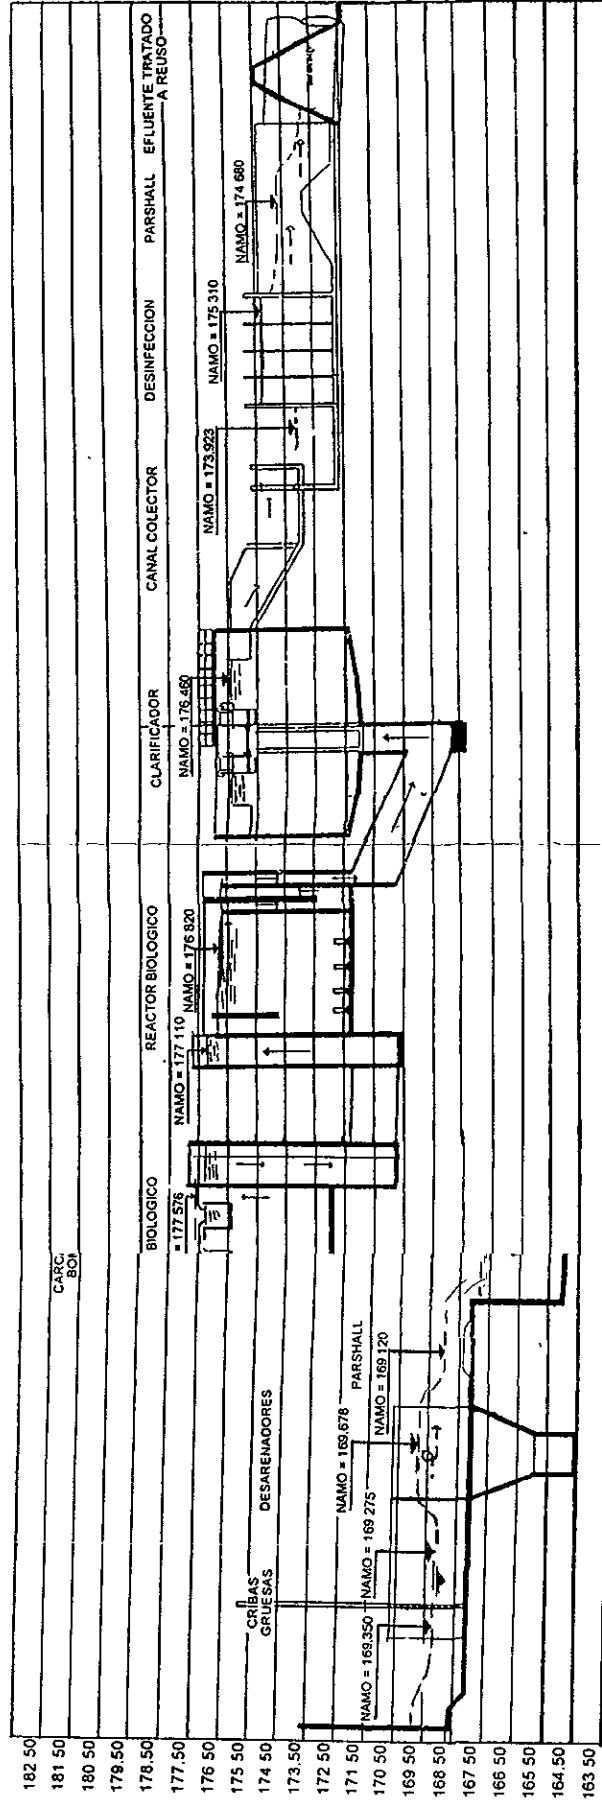 182 50
181 50
180 50
179.50
178.50
177.50
176 50
175 50
174 50
173.50
172 50
171 50
170 50
169.50
168 50
167.50
166 50
165 50
164.50
163 50
CRIBAS
GRUESAS
DESARENADORES
PARSHALL
NAMO = 169.350
NAMO = 169 275
NAMO = 169.678
NAMO = 169 120
BIOLOGICO
= 177 576
REACTOR BIOLOGICO
NAMO = 177 110
NAMO = 176 820
CLARIFICADOR
NAMO = 176 460
CANAL COLECTOR
NAMO = 173.923
DESINFECCION
NAMO = 175 310
PARSHALL
NAMO = 174 680
EFLUENTE TRATADO
A REUSO